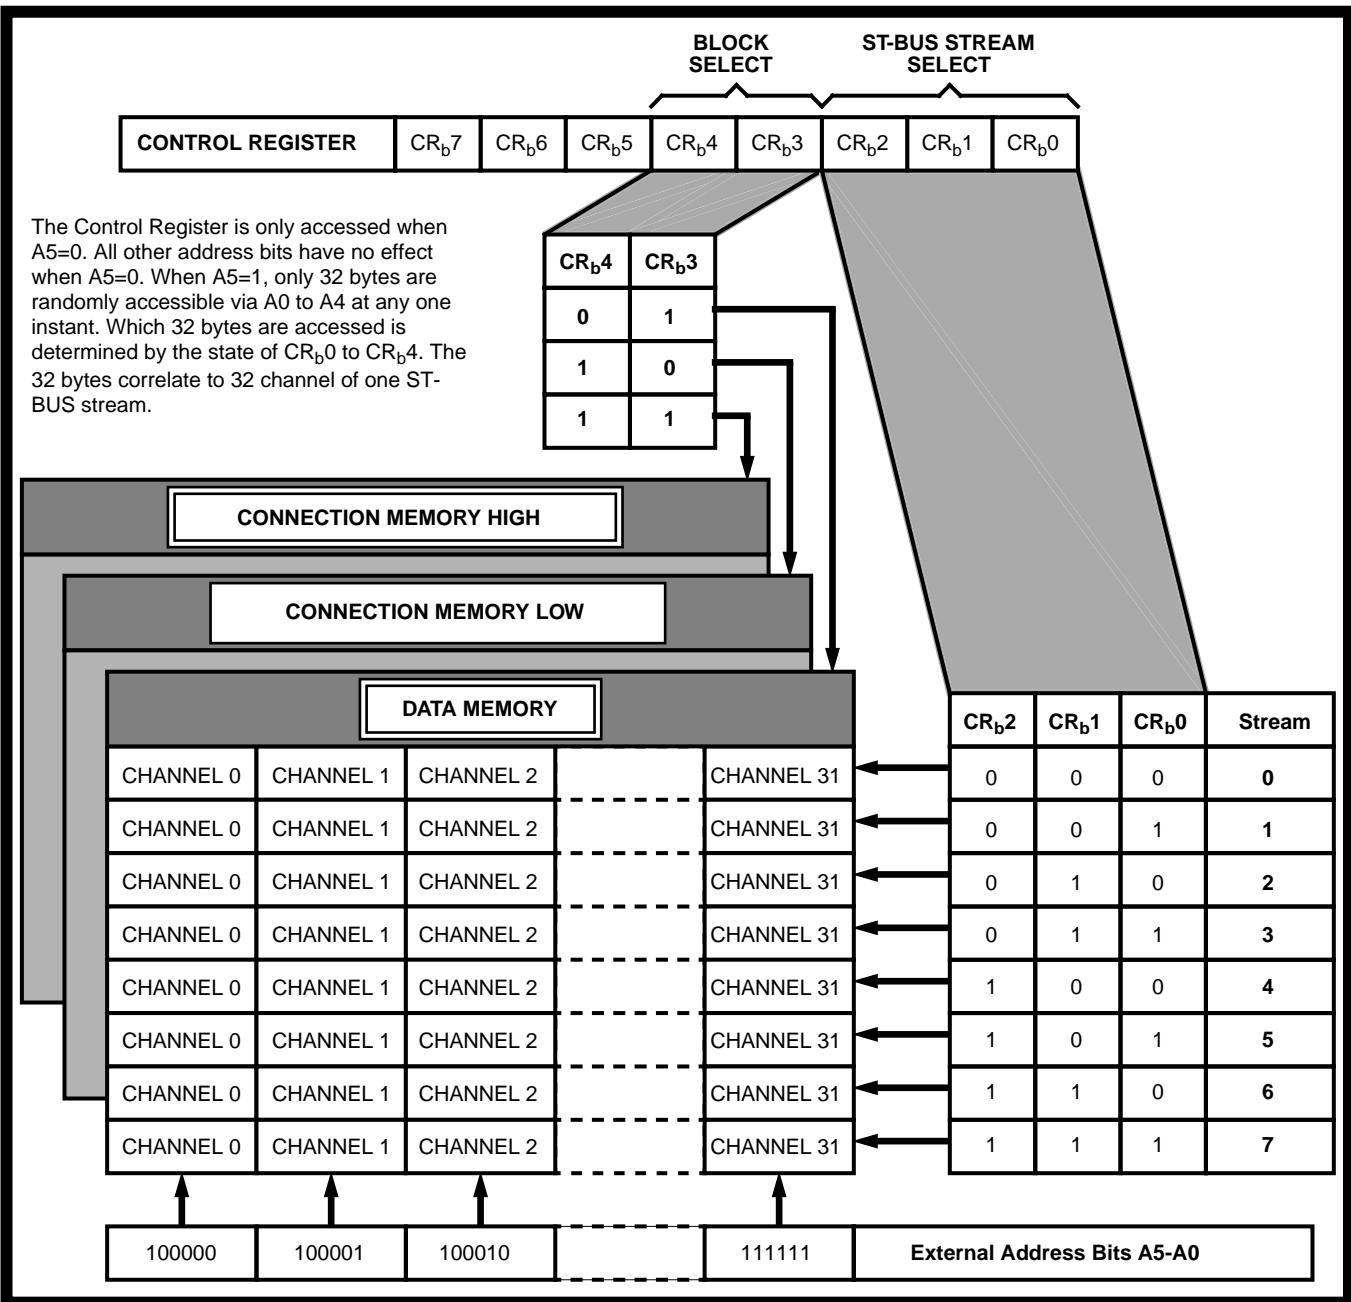 BLOCK SELECT
ST-BUS STREAM SELECT
CONTROL REGISTER CRb7 CRb6 CRb5 CRb4 CRb3 CRb2 CRb1 CRb0
The Control Register is only accessed when
A5=0. All other address bits have no effect
when A5=0. When A5=1, only 32 bytes are
randomly accessible via A0 to A4 at any one
instant. Which 32 bytes are accessed is
determined by the state of CRb0 to CRb4. The
32 bytes correlate to 32 channel of one ST-
BUS stream.
CRb4 CRb3
0 1
1 0
1 1
CONNECTION MEMORY HIGH
CONNECTION MEMORY LOW
DATA MEMORY
CRb2 CRb1 CRb0 Stream
CHANNEL 0 CHANNEL 1 CHANNEL 2 CHANNEL 31 0 0 0 0
CHANNEL 0 CHANNEL 1 CHANNEL 2 CHANNEL 31 0 0 1 1
CHANNEL 0 CHANNEL 1 CHANNEL 2 CHANNEL 31 0 1 0 2
CHANNEL 0 CHANNEL 1 CHANNEL 2 CHANNEL 31 0 1 1 3
CHANNEL 0 CHANNEL 1 CHANNEL 2 CHANNEL 31 1 0 0 4
CHANNEL 0 CHANNEL 1 CHANNEL 2 CHANNEL 31 1 0 1 5
CHANNEL 0 CHANNEL 1 CHANNEL 2 CHANNEL 31 1 1 0 6
CHANNEL 0 CHANNEL 1 CHANNEL 2 CHANNEL 31 1 1 1 7
100000 100001 100010 111111 External Address Bits A5-A0